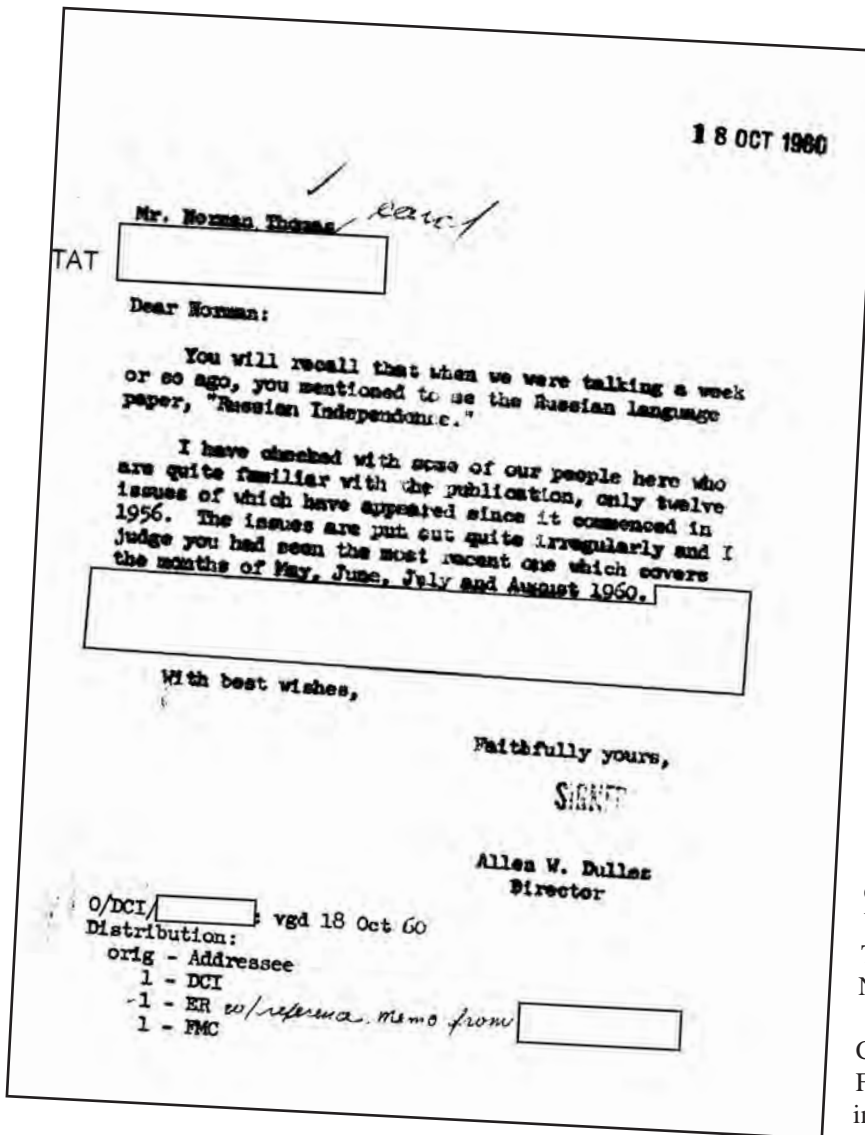 18 OCT 1960
Mr. Norman Thomas
TAT
Dear Norman:
You will recall that when we were talking a week
or so ago, you mentioned to me the Russian language
paper, "Russian Independence."
I have checked with some of our people here who
are quite familiar with the publication, only twelve
issues of which have appeared since it commenced in
1956. The issues are put out quite irregularly and I
judge you had seen the most recent one which covers
the months of May, June, July and August 1960.
With best wishes,
Faithfully yours,
SIGNED
Allen W. Dulles
Director
O/DCI/ : vgd 18 Oct 60
Distribution:
orig - Addressee
1 - DCI
-1 - ER w/reference memo from
1 - FMC